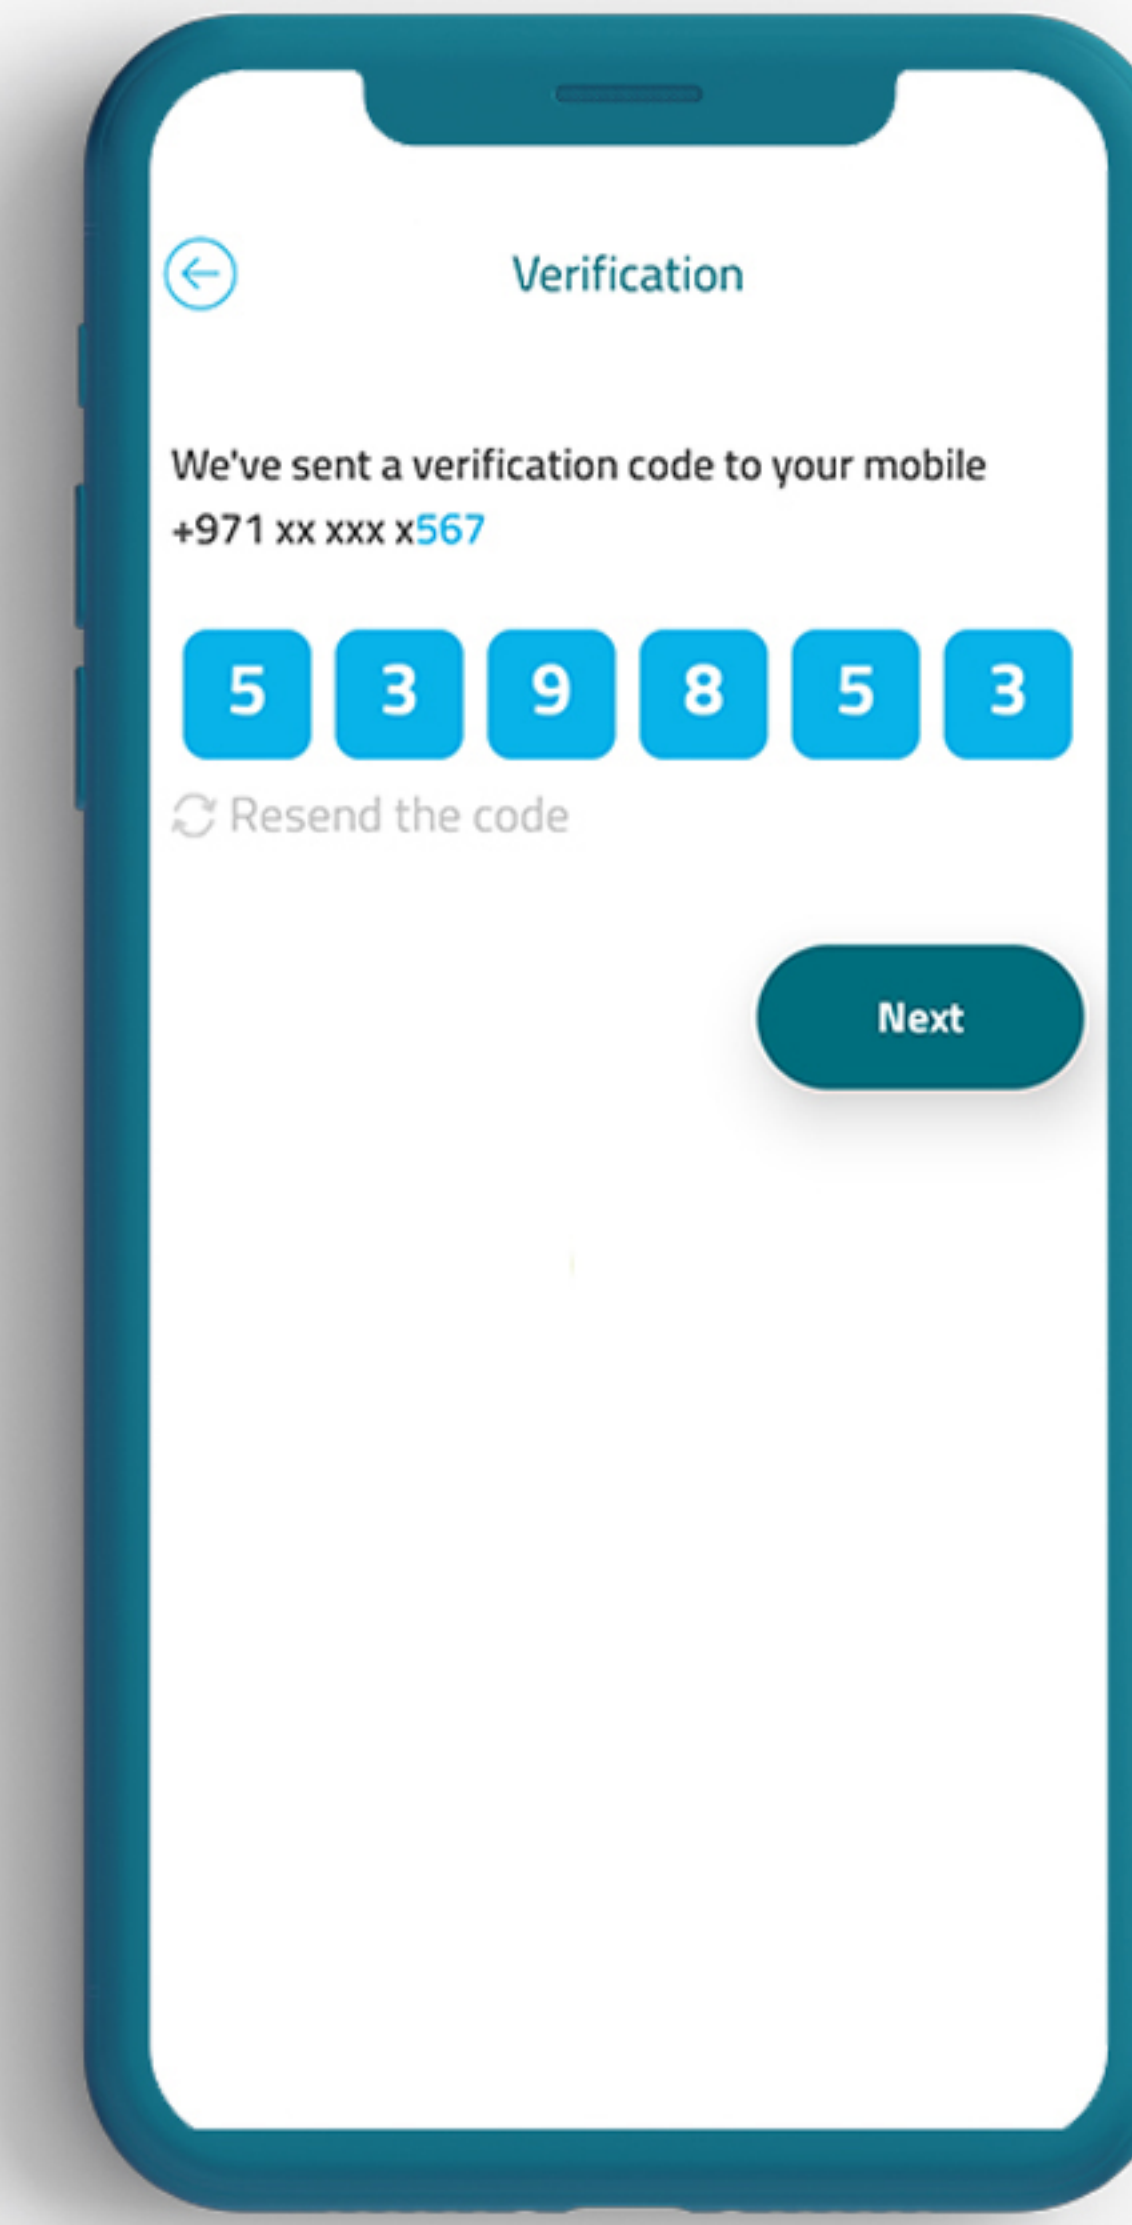 Verification
We've sent a verification code to your mobile
+971 xx xxx x567
5 3 9 8 5 3
Resend the code
Next